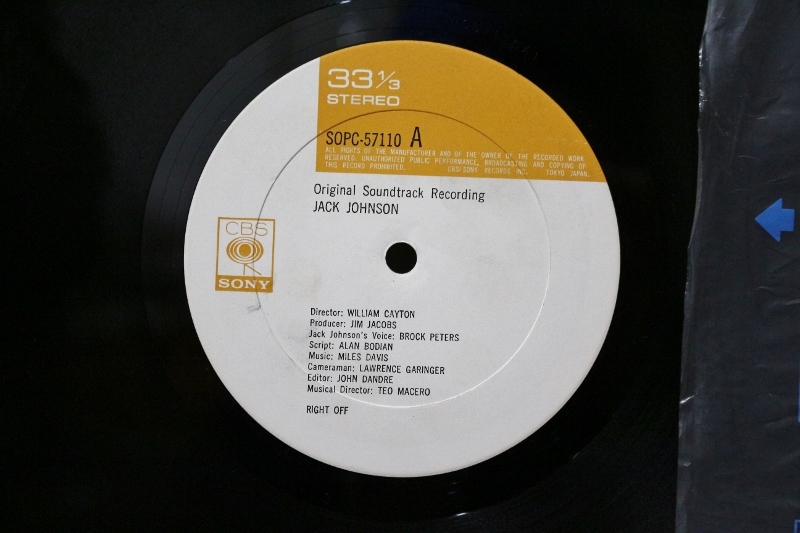 33 1/3
STEREO
SOPC-57110 A
ALL RIGHTS OF THE MANUFACTURER AND OF THE OWNER OF THE RECORDED WORK
RESERVED. UNAUTHORIZED PUBLIC PERFORMANCE, BROADCASTING AND COPYING OF
THIS RECORD PROHIBITED. CBS/SONY RECORDS INC. TOKYO JAPAN.
Original Soundtrack Recording
JACK JOHNSON
CBS
SONY
Director: WILLIAM CAYTON
Producer: JIM JACOBS
Jack Johnson's Voice: BROCK PETERS
Script: ALAN BODIAN
Music: MILES DAVIS
Cameraman: LAWRENCE GARINGER
Editor: JOHN DANDRE
Musical Director: TEO MACERO
RIGHT OFF